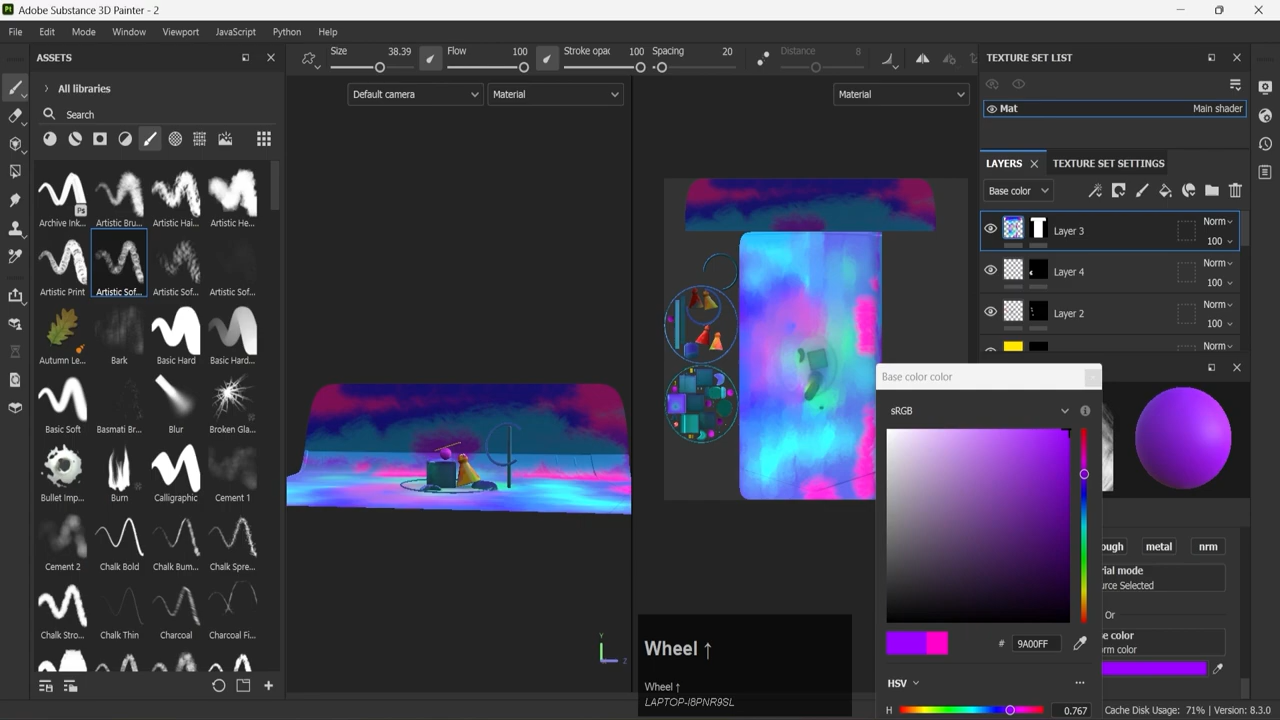 Adobe Substance 3D Painter - 2
File Edit Mode Window Viewport JavaScript Python Help
ASSETS
Size 38.39 Flow 100 Stroke opac 100 Spacing 20 Distance 8
TEXTURE SET LIST
All libraries
Default camera Material Material
Mat Main shader
Search
LAYERS TEXTURE SET SETTINGS
Base color
Archive Ink... Artistic Bru... Artistic Hai... Artistic He...
Layer 3 Norm 100
Artistic Print Artistic Sof... Artistic Sof... Artistic Sof...
Layer 4 Norm 100
Layer 2 Norm 100
Norm
Autumn Le... Bark Basic Hard Basic Hard...
Basic Soft Basmati Br... Blur Broken Gla...
Bullet Imp... Burn Calligraphic Cement 1
Cement 2 Chalk Bold Chalk Bum... Chalk Spre...
Chalk Stro... Chalk Thin Charcoal Charcoal Fi...
Base color color
sRGB
# 9A00FF
HSV
H 0.767
ough metal nrm
rial mode
urce Selected
Or
e color
orm color
Y
Z
Wheel ↑
Wheel ↑
LAPTOP-I8PNR9SL
Cache Disk Usage: 71% | Version: 8.3.0